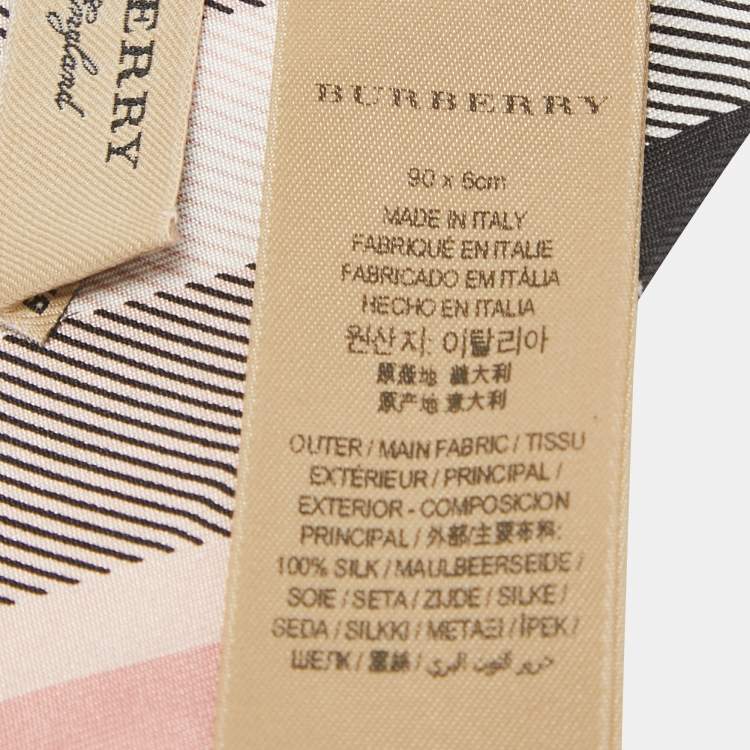 ERRY
England
BURBERRY
90 x 6cm
MADE IN ITALY
FABRIQUÉ EN ITALIE
FABRICADO EM ITÁLIA
HECHO EN ITALIA
원산지: 이탈리아
原產地 義大利
原产地 意大利
OUTER / MAIN FABRIC / TISSU
EXTÉRIEUR / PRINCIPAL /
EXTERIOR - COMPOSICION
PRINCIPAL / 外部/主要布料:
100% SILK / MAULBEERSEIDE /
SOIE / SETA / ZIJDE / SILKE /
SEDA / SILKKI / ΜΕΤΑΞΙ / İPEK /
ШЕЛК / 蠶絲 / حرير التوت البري /